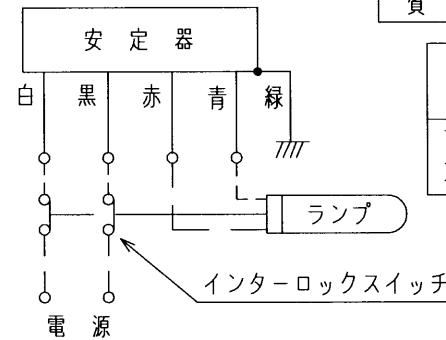 安定器
白 黒 赤 青 緑
ランプ
インターロックスイッチ
電源